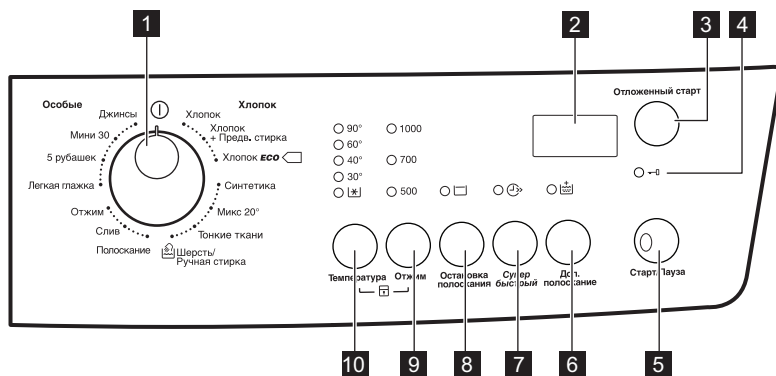 1
2
3
4
Особые
Хлопок
Отложенный старт
Джинсы
Хлопок
Мини 30
Хлопок
+ Предв. стирка
5 рубашек
Хлопок ECO
Легкая глажка
Синтетика
Отжим
Микс 20°
Слив
Тонкие ткани
Полоскание
Шерсть/
Ручная стирка
90°
1000
60°
40°
700
30°
500
Температура
Отжим
Остановка
полоскания
Супер
быстрый
Доп.
полоскание
Старт/Пауза
10
9
8
7
6
5